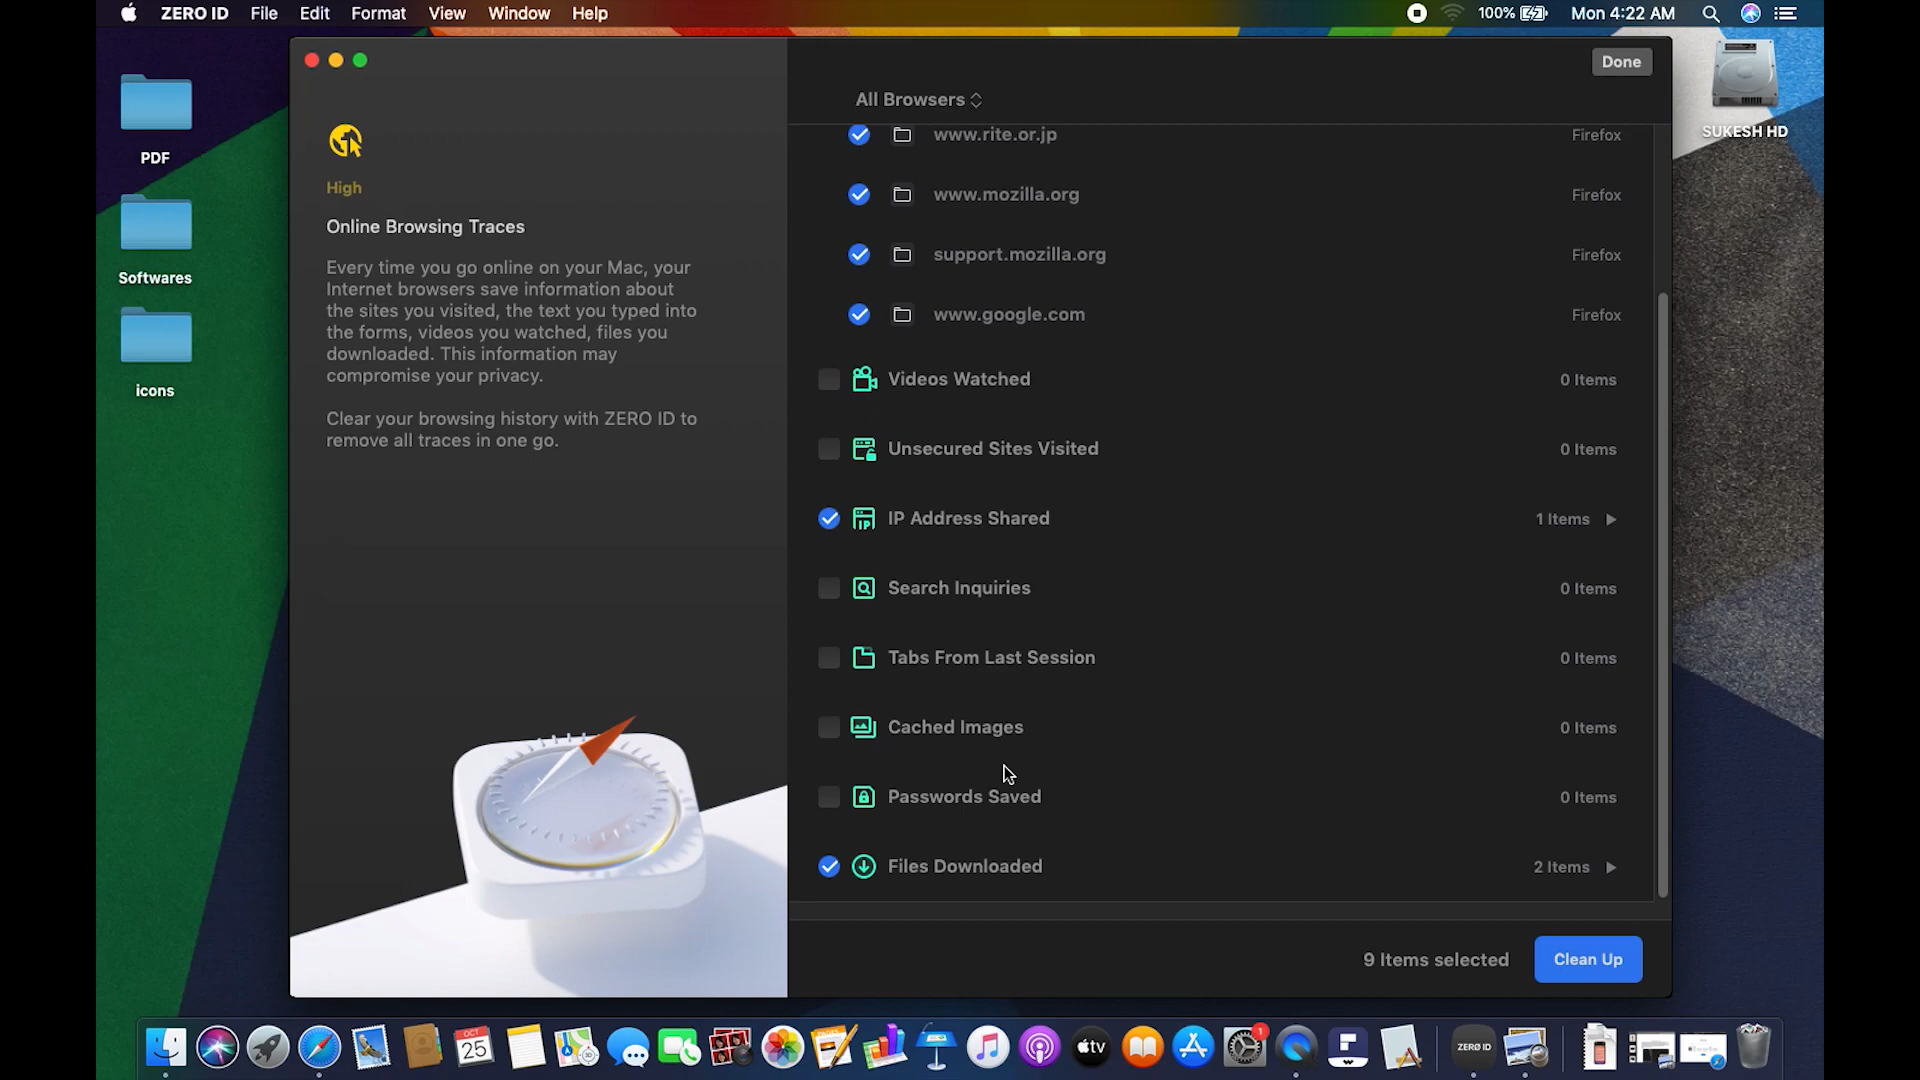 ZERO ID File Edit Format View Window Help 100% Mon 4:22 AM
PDF
Softwares
icons
SUKESH HD
High
Online Browsing Traces
Every time you go online on your Mac, your
Internet browsers save information about
the sites you visited, the text you typed into
the forms, videos you watched, files you
downloaded. This information may
compromise your privacy.
Clear your browsing history with ZERO ID to
remove all traces in one go.
Done
All Browsers
www.rite.or.jp Firefox
www.mozilla.org Firefox
support.mozilla.org Firefox
www.google.com Firefox
Videos Watched 0 Items
Unsecured Sites Visited 0 Items
IP Address Shared 1 Items
Search Inquiries 0 Items
Tabs From Last Session 0 Items
Cached Images 0 Items
Passwords Saved 0 Items
Files Downloaded 2 Items
9 Items selected Clean Up
OCT
25
tv
1
ZERO ID